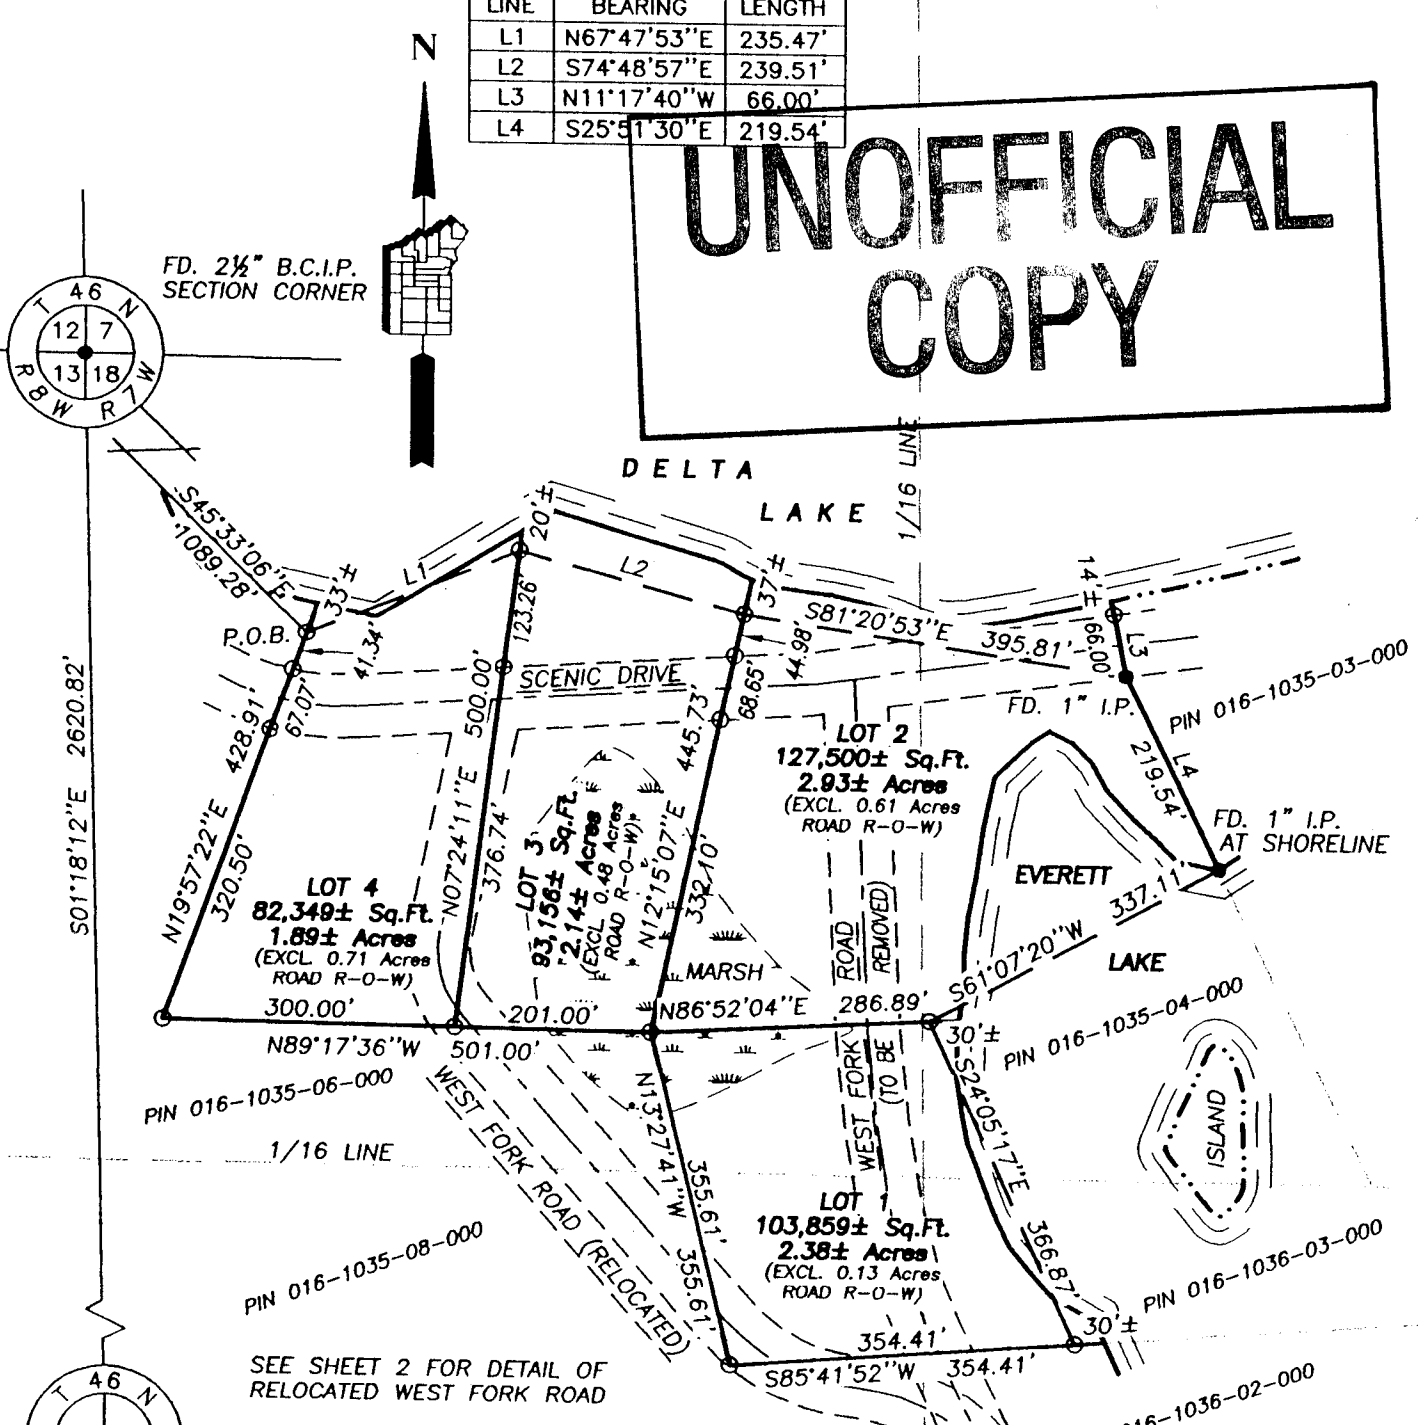 LINE BEARING LENGTH
L1 N67°47'53"E 235.47'
L2 S74°48'57"E 239.51'
L3 N11°17'40"W 66.00'
L4 S25°51'30"E 219.54'
N
UNOFFICIAL
COPY
FD. 2½" B.C.I.P.
SECTION CORNER
T 46 N
12 7
13 18
R 8 W R 7 W
DELTA
LAKE
1/16 LINE
S45°33'06"E
1089.28'
33'±
L1
20'±
L2
37'±
14'±
P.O.B.
41.34'
123.26'
S81°20'53"E 395.81'
44.98'
66.00'
L3
SCENIC DRIVE
500.00'
67.07'
428.91'
68.65'
445.73'
FD. 1" I.P.
PIN 016-1035-03-000
L4
219.54'
S01°18'12"E 2620.82'
LOT 2
127,500± Sq.Ft.
2.93± Acres
(EXCL. 0.61 Acres
ROAD R-O-W)
FD. 1" I.P.
AT SHORELINE
N19°57'22"E
320.50'
N07°24'11"E
376.74'
LOT 3
93,156± Sq.Ft.
2.14± Acres
(EXCL. 0.48 Acres
ROAD R-O-W)
N12°15'07"E
332.10'
EVERETT
LAKE
337.11'
S61°07'20"W
LOT 4
82,349± Sq.Ft.
1.89± Acres
(EXCL. 0.71 Acres
ROAD R-O-W)
MARSH
300.00'
201.00'
N86°52'04"E 286.89'
N89°17'36"W 501.00'
30'±
PIN 016-1035-04-000
PIN 016-1035-06-000
WEST FORK ROAD
(TO BE REMOVED)
1/16 LINE
WEST FORK ROAD (RELOCATED)
N13°27'41"W 355.61'
355.61'
S24°05'17"E 366.87'
ISLAND
LOT 1
103,859± Sq.Ft.
2.38± Acres
(EXCL. 0.13 Acres
ROAD R-O-W)
PIN 016-1035-08-000
PIN 016-1036-03-000
354.41'
30'±
S85°41'52"W 354.41'
SEE SHEET 2 FOR DETAIL OF
RELOCATED WEST FORK ROAD
T 46 N
16-1036-02-000